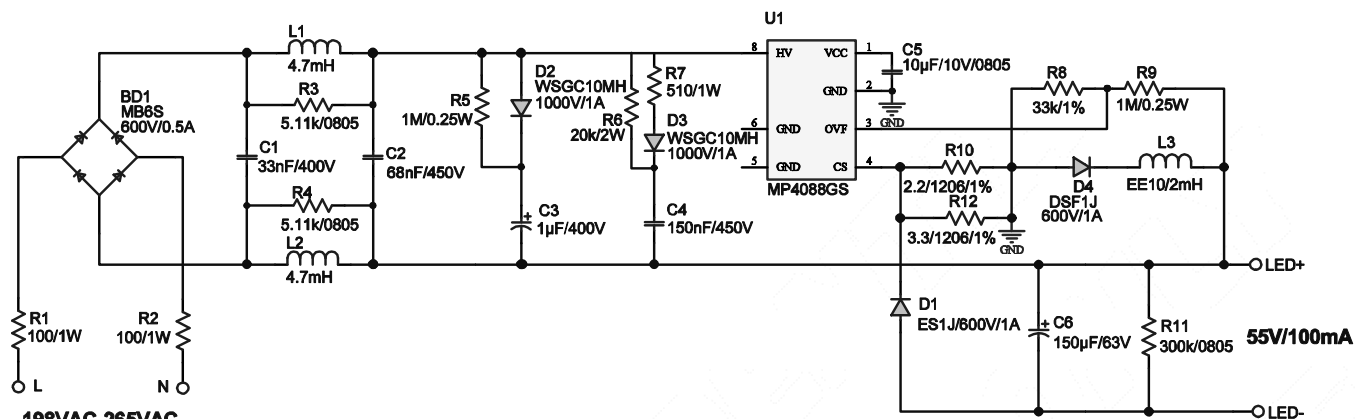 U1
L1
4.7mH
8 HV VCC 1
C5
10µF/10V/0805
GND 2
GND
BD1
MB6S
600V/0.5A
R3
5.11k/0805
R5
1M/0.25W
D2
WSGC10MH
1000V/1A
R7
510/1W
R6
20k/2W
D3
WSGC10MH
1000V/1A
6 GND OVF 3
5 GND CS 4
MP4088GS
R8
33k/1%
R9
1M/0.25W
C1
33nF/400V
C2
68nF/450V
R10
2.2/1206/1%
R12
3.3/1206/1%
GND
D4
DSF1J
600V/1A
L3
EE10/2mH
R4
5.11k/0805
C3
+
1µF/400V
C4
150nF/450V
L2
4.7mH
LED+
R1
100/1W
R2
100/1W
D1
ES1J/600V/1A
+
C6
150µF/63V
R11
300k/0805
55V/100mA
L
N
198VAC-265VAC
LED-